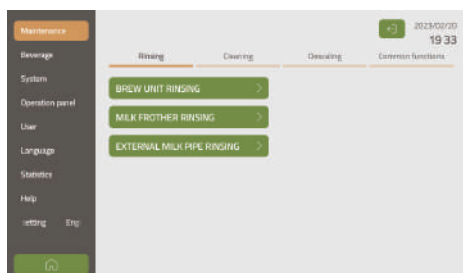 Maintenance
Beverage
System
Operation panel
User
Language
Statistics
Help
etting Eng
2023/02/20
19 33
Rinsing Cleaning Descaling Common functions
BREW UNIT RINSING
MILK FROTHER RINSING
EXTERNAL MILK PIPE RINSING